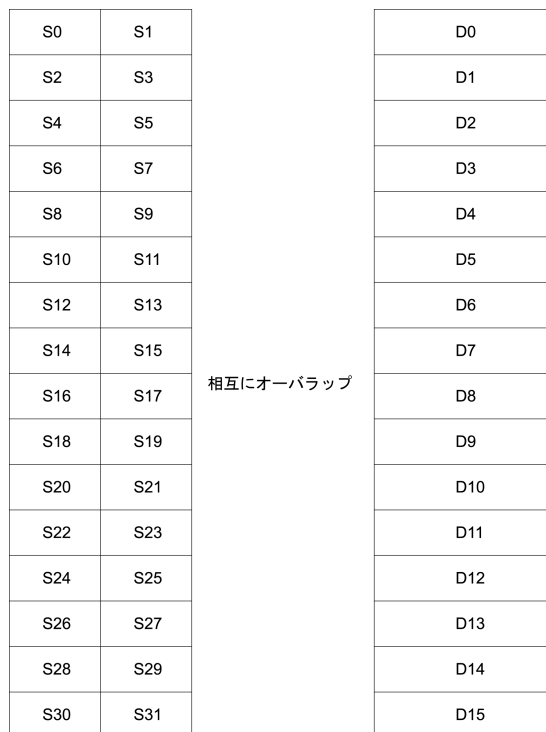 S0 S1 D0
S2 S3 D1
S4 S5 D2
S6 S7 D3
S8 S9 D4
S10 S11 D5
S12 S13 D6
S14 S15 D7
相互にオーバラップ
S16 S17 D8
S18 S19 D9
S20 S21 D10
S22 S23 D11
S24 S25 D12
S26 S27 D13
S28 S29 D14
S30 S31 D15